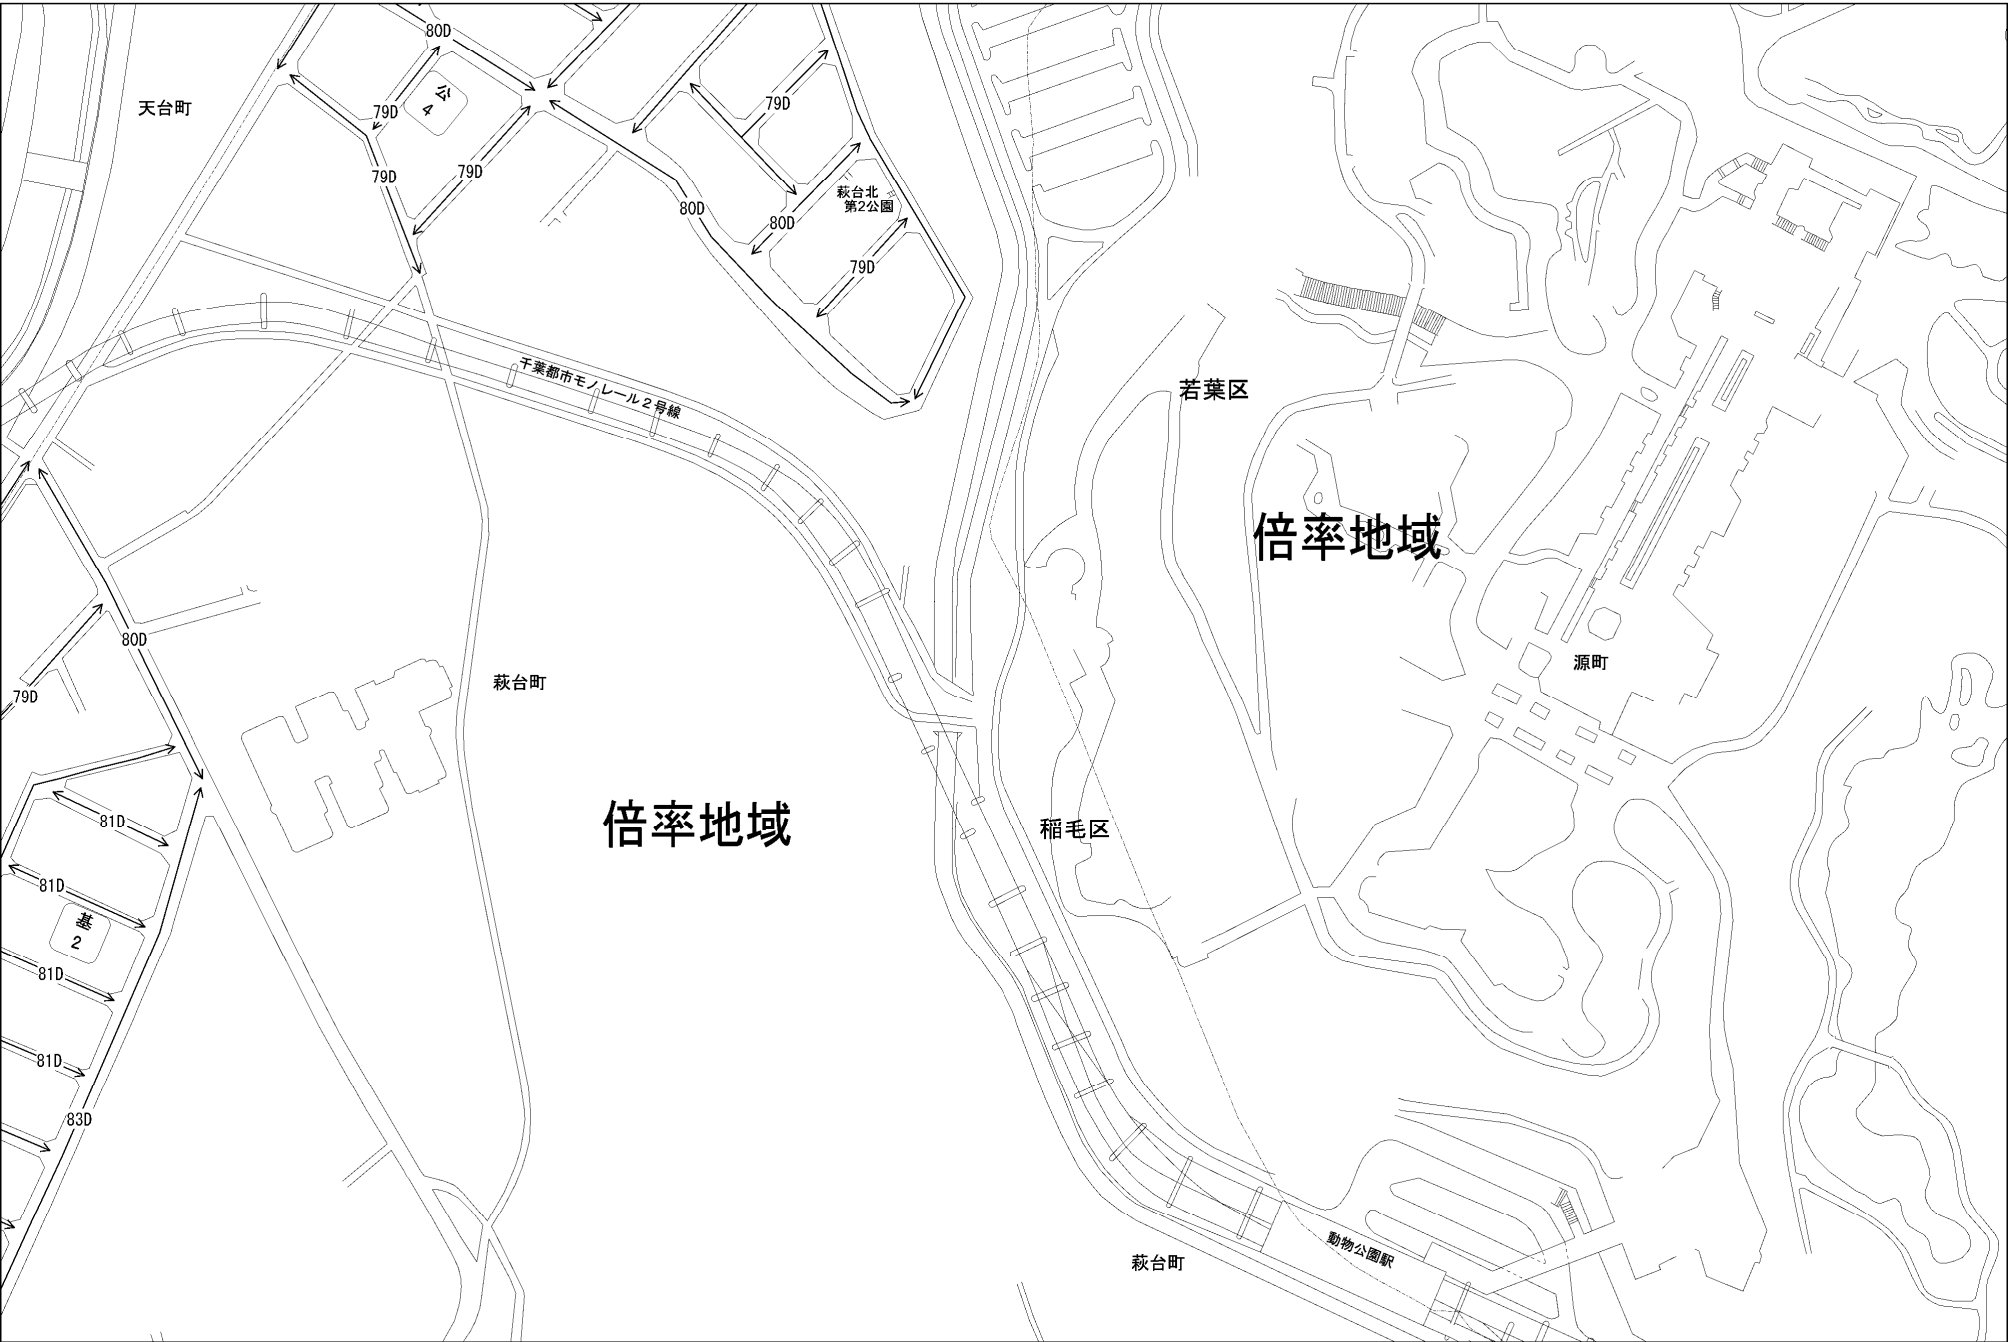 80D
天台町
公
4
79D
79D
79D
79D
萩台北
第2公園
80D
80D
79D
千葉都市モノレール2号線
若葉区
倍率地域
80D
源町
萩台町
79D
81D
倍率地域
稲毛区
81D
基
2
81D
81D
83D
動物公園駅
萩台町